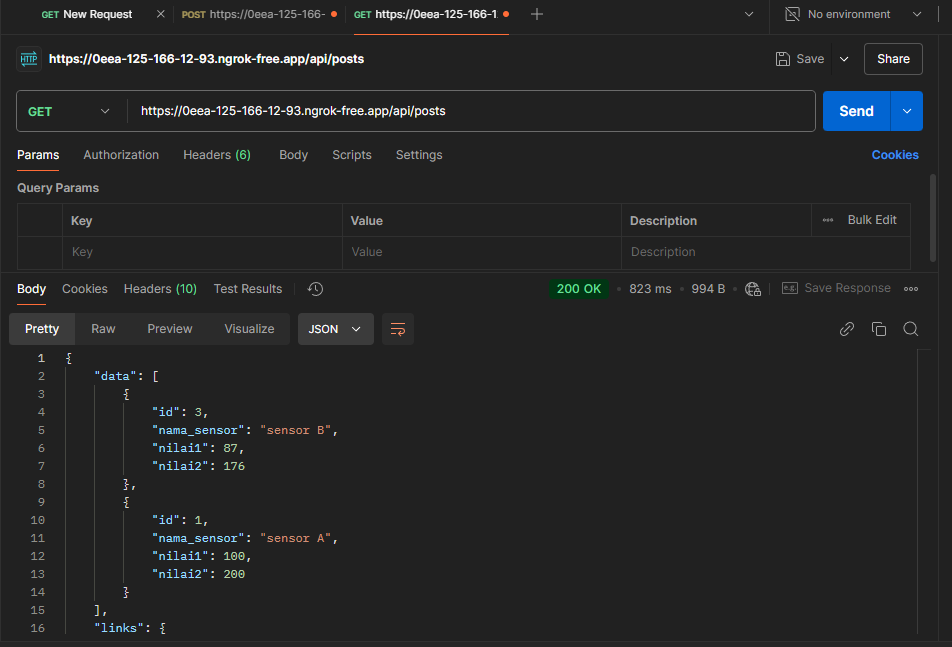 GET New Request POST https://0eea-125-166- GET https://0eea-125-166-1 No environment
HTTP https://0eea-125-166-12-93.ngrok-free.app/api/posts Save Share
GET https://0eea-125-166-12-93.ngrok-free.app/api/posts Send
Params Authorization Headers (6) Body Scripts Settings Cookies
Query Params
Key Value Description Bulk Edit
Key Value Description
Body Cookies Headers (10) Test Results 200 OK 823 ms 994 B e.g. Save Response
Pretty Raw Preview Visualize JSON
1 {
2 "data": [
3 {
4 "id": 3,
5 "nama_sensor": "sensor B",
6 "nilai1": 87,
7 "nilai2": 176
8 },
9 {
10 "id": 1,
11 "nama_sensor": "sensor A",
12 "nilai1": 100,
13 "nilai2": 200
14 }
15 ],
16 "links": {